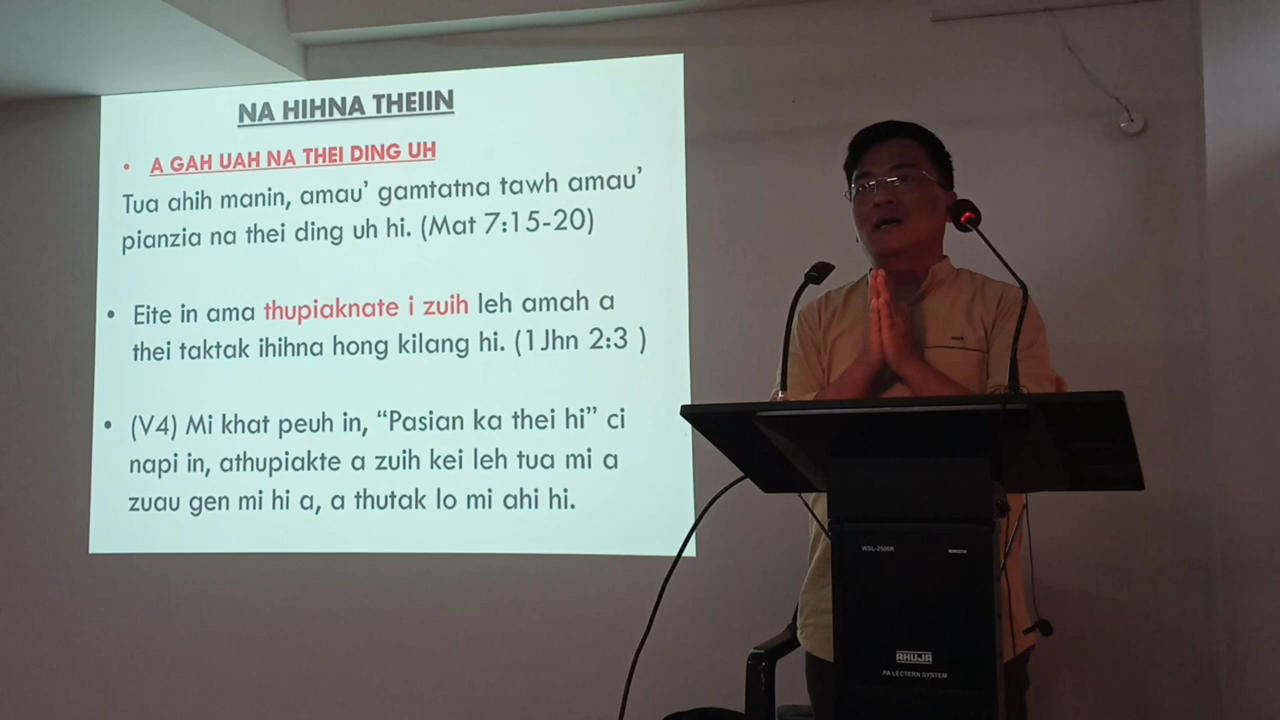 NA HIHNA THEIIN
• A GAH UAH NA THEI DING UH
Tua ahih manin, amau’ gamtatna tawh amau’
pianzia na thei ding uh hi. (Mat 7:15-20)
• Eite in ama thupiaknate i zuih leh amah a
thei taktak ihihna hong kilang hi. (1Jhn 2:3 )
• (V4) Mi khat peuh in, “Pasian ka thei hi” ci
napi in, athupiakte a zuih kei leh tua mi a
zuau gen mi hi a, a thutak lo mi ahi hi.
WSL-2500R
AHUJA
PA LECTERN SYSTEM